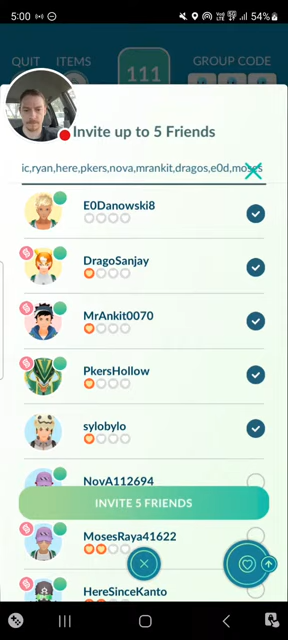 5:00
54%
QUIT ITEMS
111
GROUP CODE
Invite up to 5 Friends
ic,ryan,here,pkers,nova,mrankit,dragos,e0d,moses
E0Danowski8
DragoSanjay
MrAnkit0070
PkersHollow
sylobylo
NovA112694
INVITE 5 FRIENDS
MosesRaya41622
HereSinceKanto